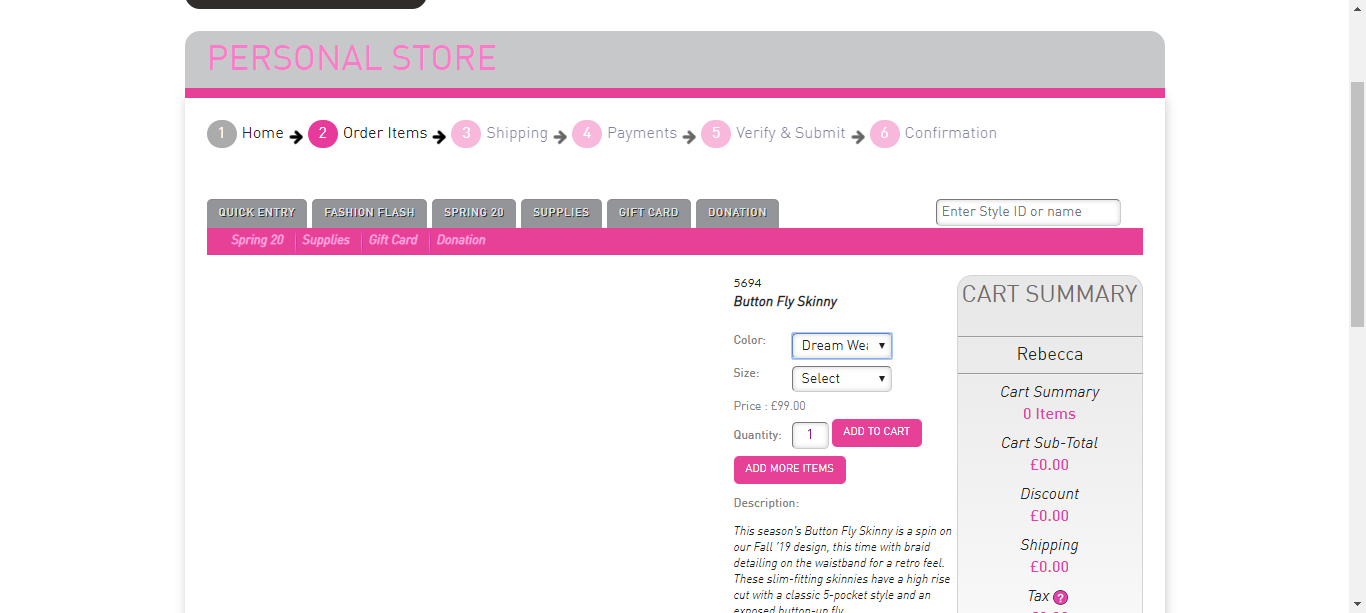 PERSONAL STORE
1 Home 2 Order Items 3 Shipping 4 Payments 5 Verify & Submit 6 Confirmation
QUICK ENTRY FASHION FLASH SPRING 20 SUPPLIES GIFT CARD DONATION Enter Style ID or name
Spring 20 Supplies Gift Card Donation
5694
Button Fly Skinny
Color: Dream Wea
Size: Select
Price : £99.00
Quantity: 1 ADD TO CART
ADD MORE ITEMS
Description:
This season's Button Fly Skinny is a spin on
our Fall '19 design, this time with braid
detailing on the waistband for a retro feel.
These slim-fitting skinnies have a high rise
cut with a classic 5-pocket style and an
exposed button-up fly.
CART SUMMARY
Rebecca
Cart Summary
0 Items
Cart Sub-Total
£0.00
Discount
£0.00
Shipping
£0.00
Tax ?